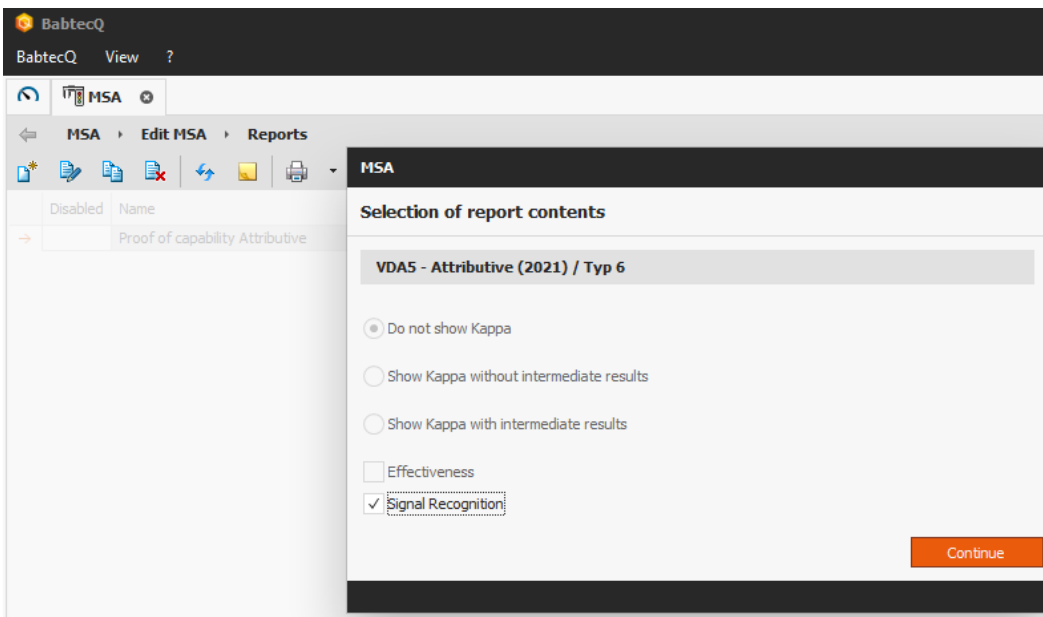 BabtecQ
BabtecQ View ?
MSA
MSA Edit MSA Reports
Disabled Name
Proof of capability Attributive
MSA
Selection of report contents
VDA5 - Attributive (2021) / Typ 6
Do not show Kappa
Show Kappa without intermediate results
Show Kappa with intermediate results
Effectiveness
Signal Recognition
Continue